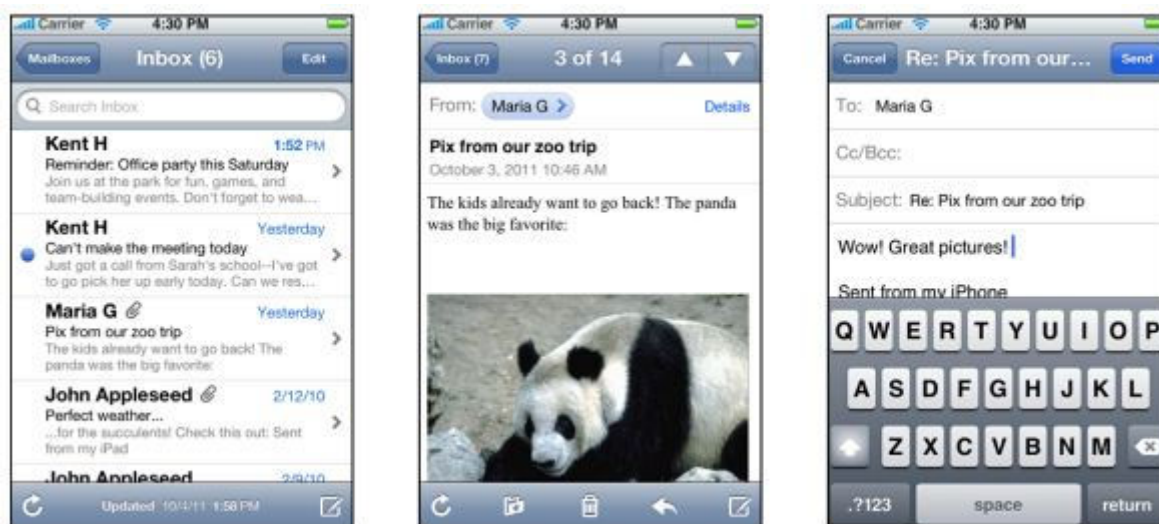 Carrier 4:30 PM
Mailboxes Inbox (6) Edit
Search Inbox
Kent H 1:52 PM
Reminder: Office party this Saturday
Join us at the park for fun, games, and
team-building events. Don't forget to wea...
Kent H Yesterday
Can't make the meeting today
Just got a call from Sarah's school--I've got
to go pick her up early today. Can we res...
Maria G Yesterday
Pix from our zoo trip
The kids already want to go back! The
panda was the big favorite:
John Appleseed 2/12/10
Perfect weather...
...for the succulents! Check this out: Sent
from my iPad
John Appleseed 2/9/10
Updated 10/4/11 1:58 PM
Carrier 4:30 PM
Inbox (7) 3 of 14
From: Maria G Details
Pix from our zoo trip
October 3, 2011 10:46 AM
The kids already want to go back! The panda
was the big favorite:
Carrier 4:30 PM
Cancel Re: Pix from our... Send
To: Maria G
Cc/Bcc:
Subject: Re: Pix from our zoo trip
Wow! Great pictures!
Sent from my iPhone
Q W E R T Y U I O P
A S D F G H J K L
Z X C V B N M
.?123 space return